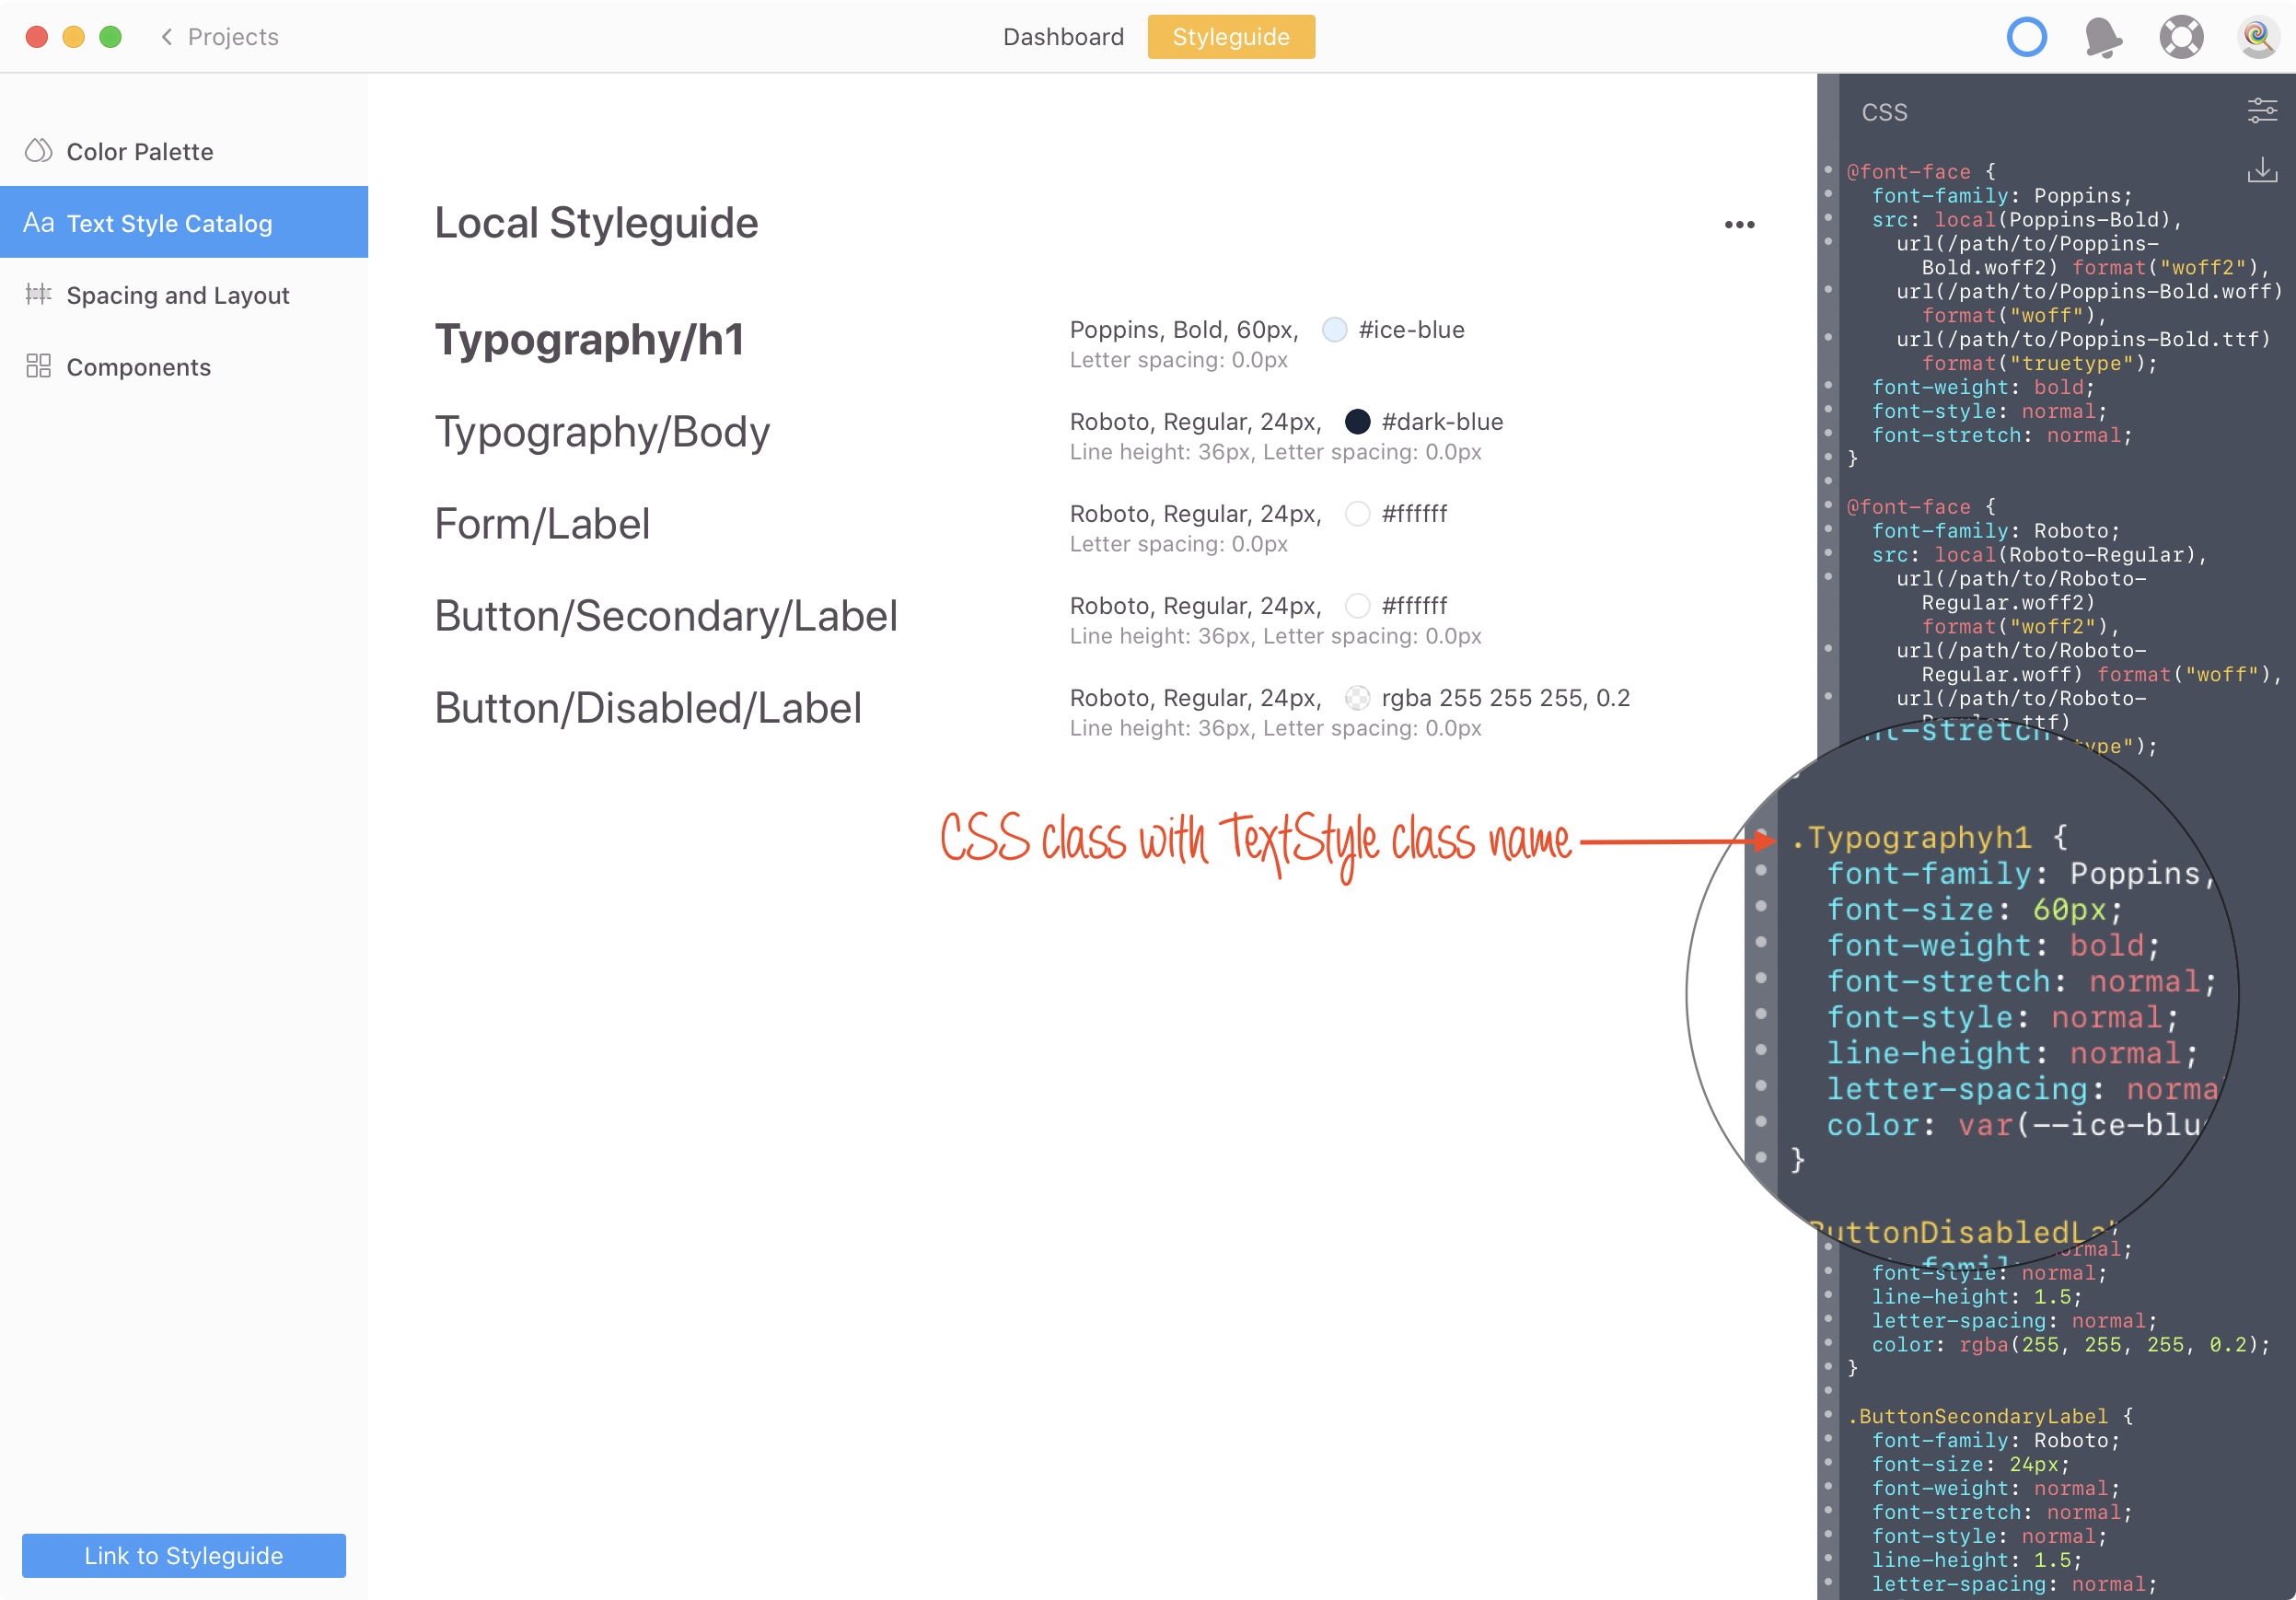 Projects
Dashboard
Styleguide
Color Palette
Aa Text Style Catalog
Spacing and Layout
Components
Link to Styleguide
Local Styleguide
Typography/h1
Poppins, Bold, 60px, #ice-blue
Letter spacing: 0.0px
Typography/Body
Roboto, Regular, 24px, #dark-blue
Line height: 36px, Letter spacing: 0.0px
Form/Label
Roboto, Regular, 24px, #ffffff
Letter spacing: 0.0px
Button/Secondary/Label
Roboto, Regular, 24px, #ffffff
Line height: 36px, Letter spacing: 0.0px
Button/Disabled/Label
Roboto, Regular, 24px, rgba 255 255 255, 0.2
Line height: 36px, Letter spacing: 0.0px
CSS class with TextStyle class name
CSS
@font-face {
font-family: Poppins;
src: local(Poppins-Bold),
url(/path/to/Poppins-
Bold.woff2) format("woff2"),
url(/path/to/Poppins-Bold.woff)
format("woff"),
url(/path/to/Poppins-Bold.ttf)
format("truetype");
font-weight: bold;
font-style: normal;
font-stretch: normal;
}
@font-face {
font-family: Roboto;
src: local(Roboto-Regular),
url(/path/to/Roboto-
Regular.woff2)
format("woff2"),
url(/path/to/Roboto-
Regular.woff) format("woff"),
url(/path/to/Roboto-
.ttf)
ype");
nt-stretch:
.Typographyh1 {
font-family: Poppins,
font-size: 60px;
font-weight: bold;
font-stretch: normal;
font-style: normal;
line-height: normal;
letter-spacing: norma
color: var(--ice-blu
}
uttonDisabledLa
rmal;
font-style: normal;
line-height: 1.5;
letter-spacing: normal;
color: rgba(255, 255, 255, 0.2);
}
.ButtonSecondaryLabel {
font-family: Roboto;
font-size: 24px;
font-weight: normal;
font-stretch: normal;
font-style: normal;
line-height: 1.5;
letter-spacing: normal;